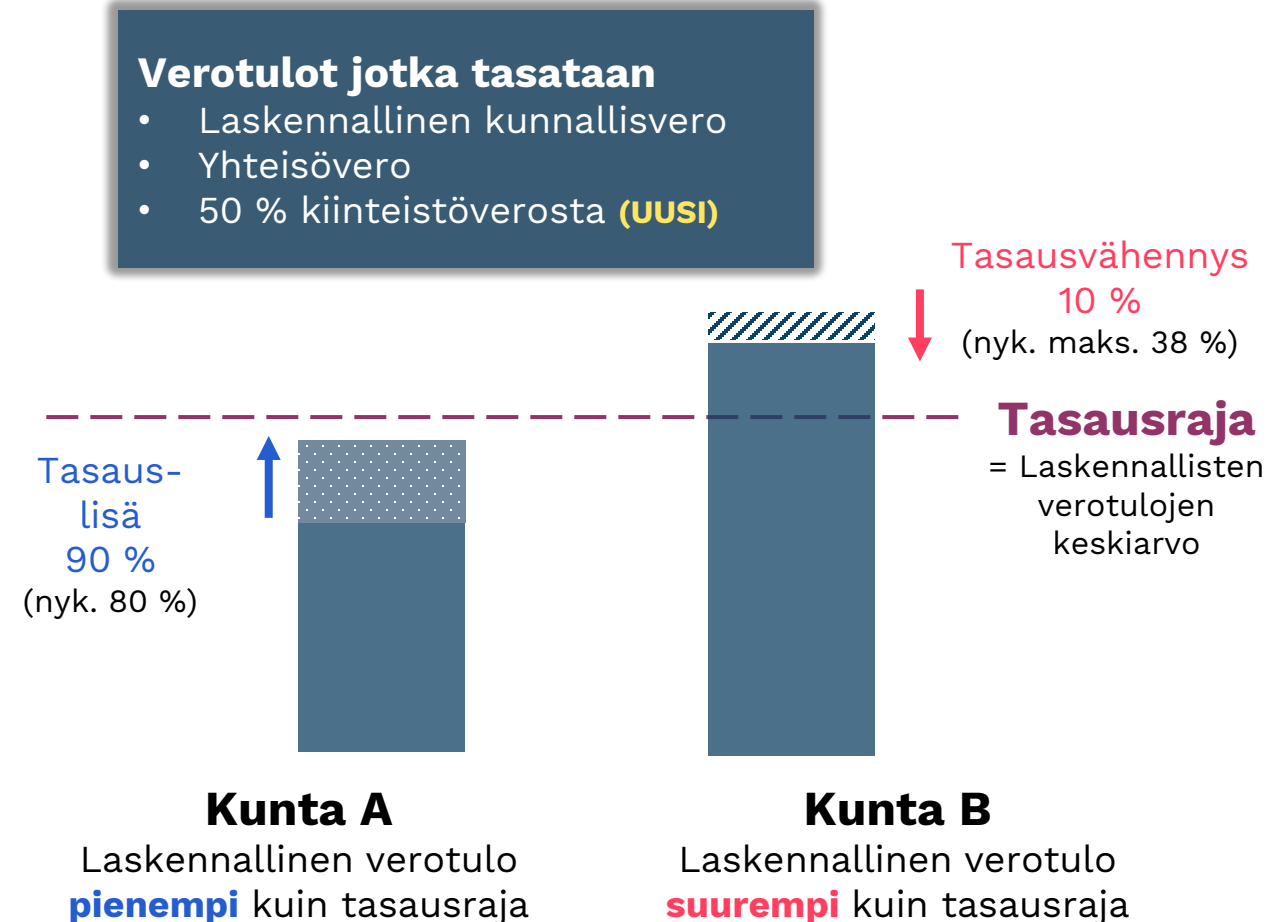 Verotulot jotka tasataan
• Laskennallinen kunnallisvero
• Yhteisövero
• 50 % kiinteistöverosta (UUSI)
Tasausvähennys
10 %
(nyk. maks. 38 %)
Tasausraja
= Laskennallisten
verotulojen
keskiarvo
Tasaus-
lisä
90 %
(nyk. 80 %)
Kunta A
Laskennallinen verotulo
pienempi kuin tasausraja
Kunta B
Laskennallinen verotulo
suurempi kuin tasausraja